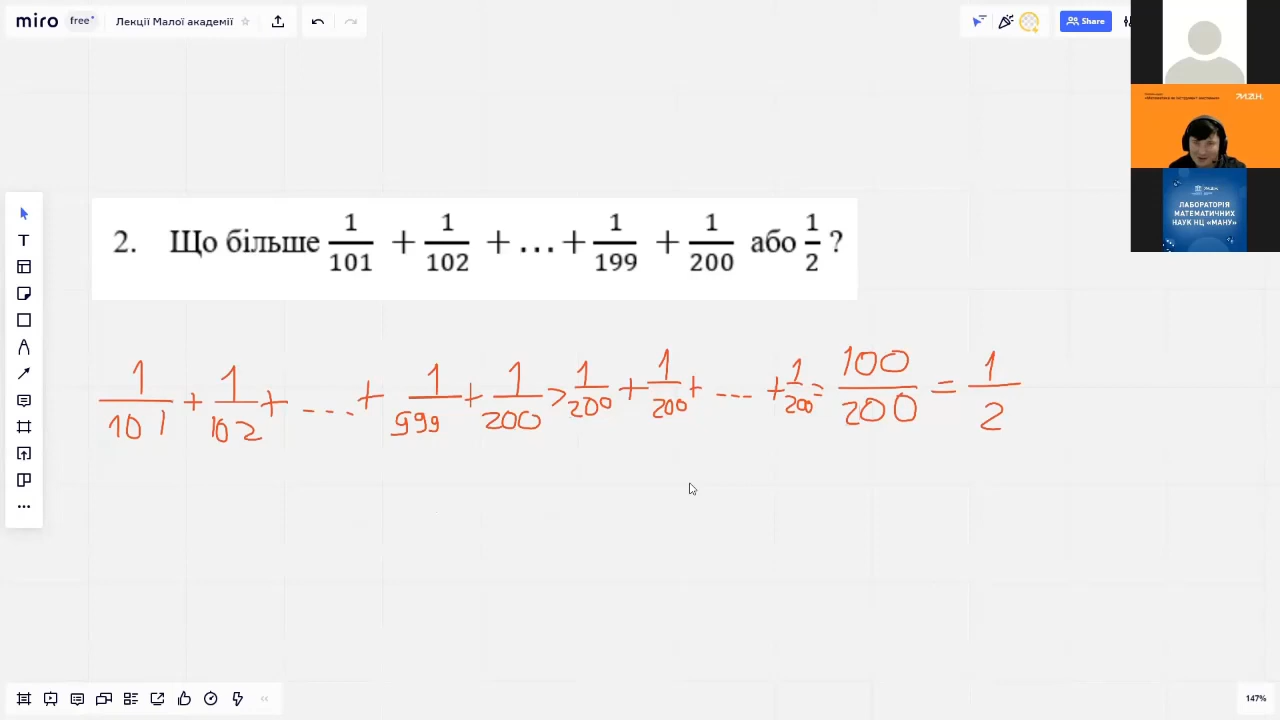 miro free Лекції Малої академії Share
2. Що більше 1/101 + 1/102 + ... + 1/199 + 1/200 або 1/2 ?
1/101 + 1/102 + ... + 1/999 + 1/200 > 1/200 + 1/200 + ... + 1/200 = 100/200 = 1/2
ЛАБОРАТОРІЯ
МАТЕМАТИЧНИХ
НАУК НЦ «МАНУ»
147%